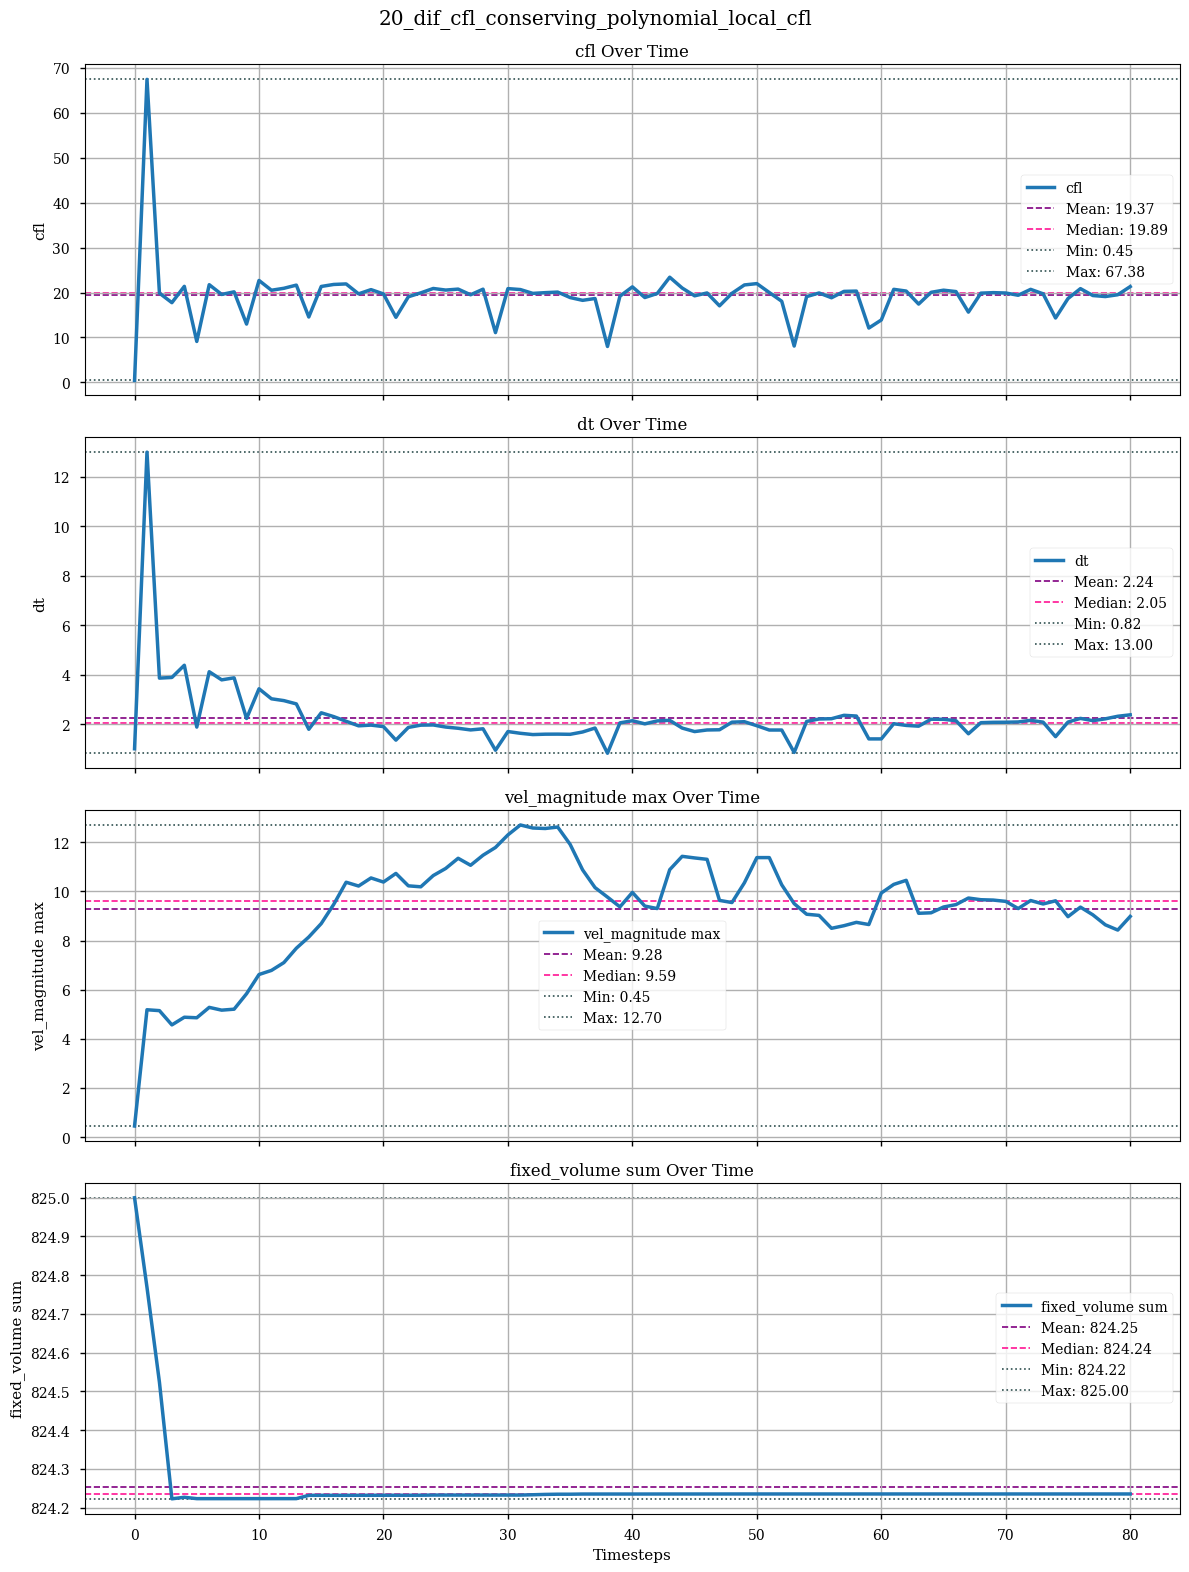 20_dif_cfl_conserving_polynomial_local_cfl
cfl Over Time
cfl
70
60
50
40
30
20
10
0
cfl
Mean: 19.37
Median: 19.89
Min: 0.45
Max: 67.38
dt Over Time
dt
12
10
8
6
4
2
dt
Mean: 2.24
Median: 2.05
Min: 0.82
Max: 13.00
vel_magnitude max Over Time
vel_magnitude max
12
10
8
6
4
2
0
vel_magnitude max
Mean: 9.28
Median: 9.59
Min: 0.45
Max: 12.70
fixed_volume sum Over Time
fixed_volume sum
825.0
824.9
824.8
824.7
824.6
824.5
824.4
824.3
824.2
fixed_volume sum
Mean: 824.25
Median: 824.24
Min: 824.22
Max: 825.00
0 10 20 30 40 50 60 70 80
Timesteps